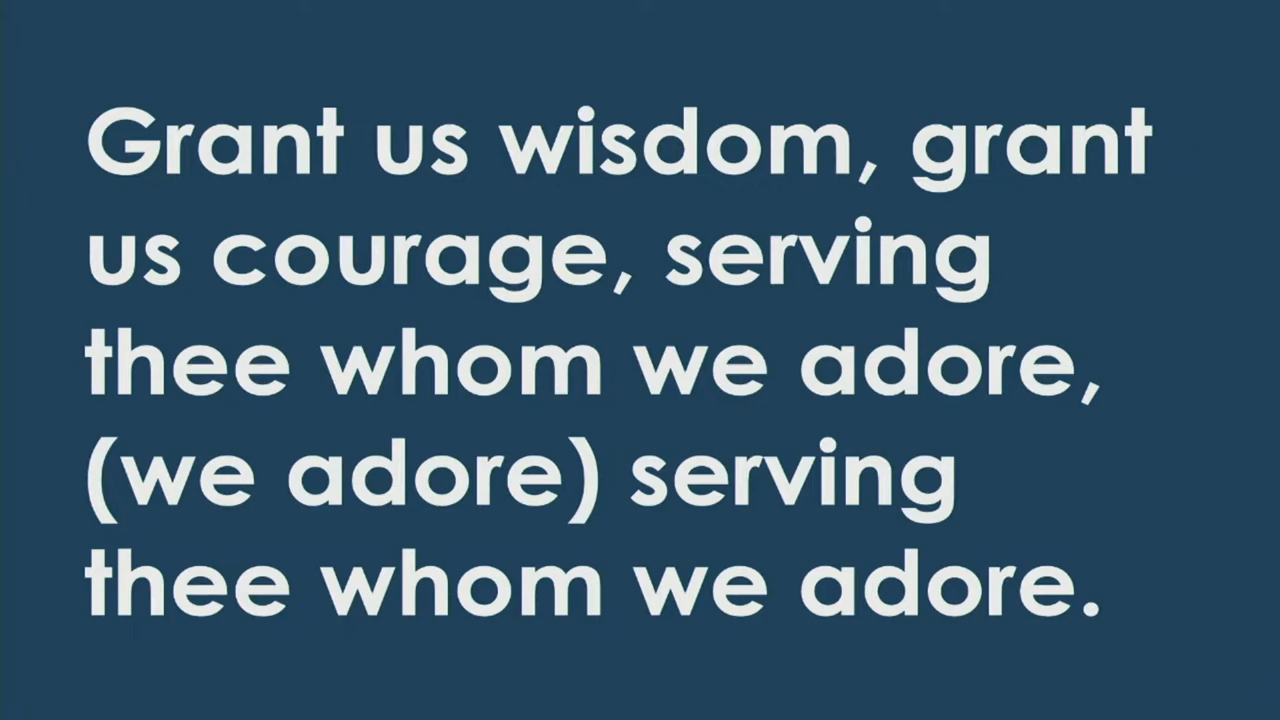 Grant us wisdom, grant
us courage, serving
thee whom we adore,
(we adore) serving
thee whom we adore.